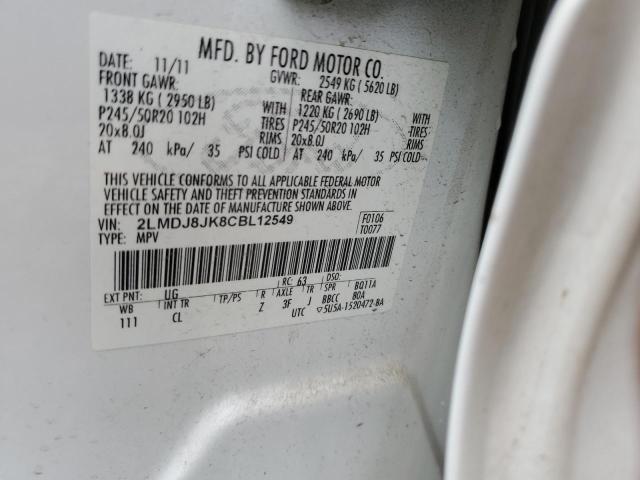 MFD. BY FORD MOTOR CO.
DATE: 11/11 GVWR: 2549 KG ( 5620 LB)
FRONT GAWR: REAR GAWR:
1338 KG ( 2950 LB) WITH 1220 KG ( 2690 LB) WITH
P245/50R20 102H TIRES P245/50R20 102H TIRES
20x8.0J RIMS 20x8.0J RIMS
AT 240 kPa/ 35 PSI COLD AT 240 kPa/ 35 PSI COLD
THIS VEHICLE CONFORMS TO ALL APPLICABLE FEDERAL MOTOR
VEHICLE SAFETY AND THEFT PREVENTION STANDARDS IN
EFFECT ON THE DATE OF MANUFACTURE SHOWN ABOVE.
VIN: 2LMDJ8JK8CBL12549 F0106
TYPE: MPV T0077
EXT PNT: UG RC: 63 DSO: BQ11A
WB INT TR TP/PS R AXLE TR SPR BOA
111 CL Z 3F J BBCC
UTC 5U5A-1520472-BA